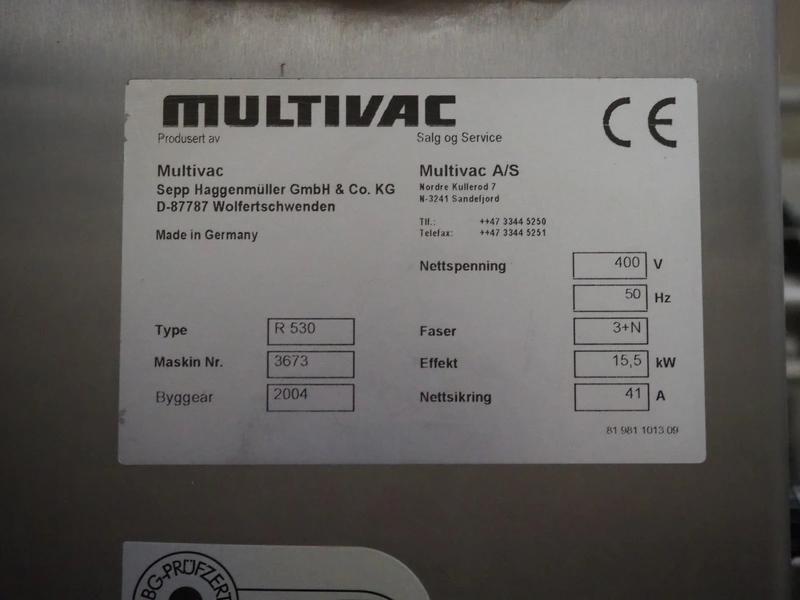 MULTIVAC
CE
Produsert av
Salg og Service
Multivac
Sepp Haggenmüller GmbH & Co. KG
D-87787 Wolfertschwenden
Made in Germany
Multivac A/S
Nordre Kullerod 7
N-3241 Sandefjord
Tlf.: ++47 3344 5250
Telefax: ++47 3344 5251
Nettspenning 400 V
50 Hz
Type R 530
Faser 3+N
Maskin Nr. 3673
Effekt 15,5 kW
Byggeår 2004
Nettsikring 41 A
81 981 1013 09
BG-PRÜFZERT